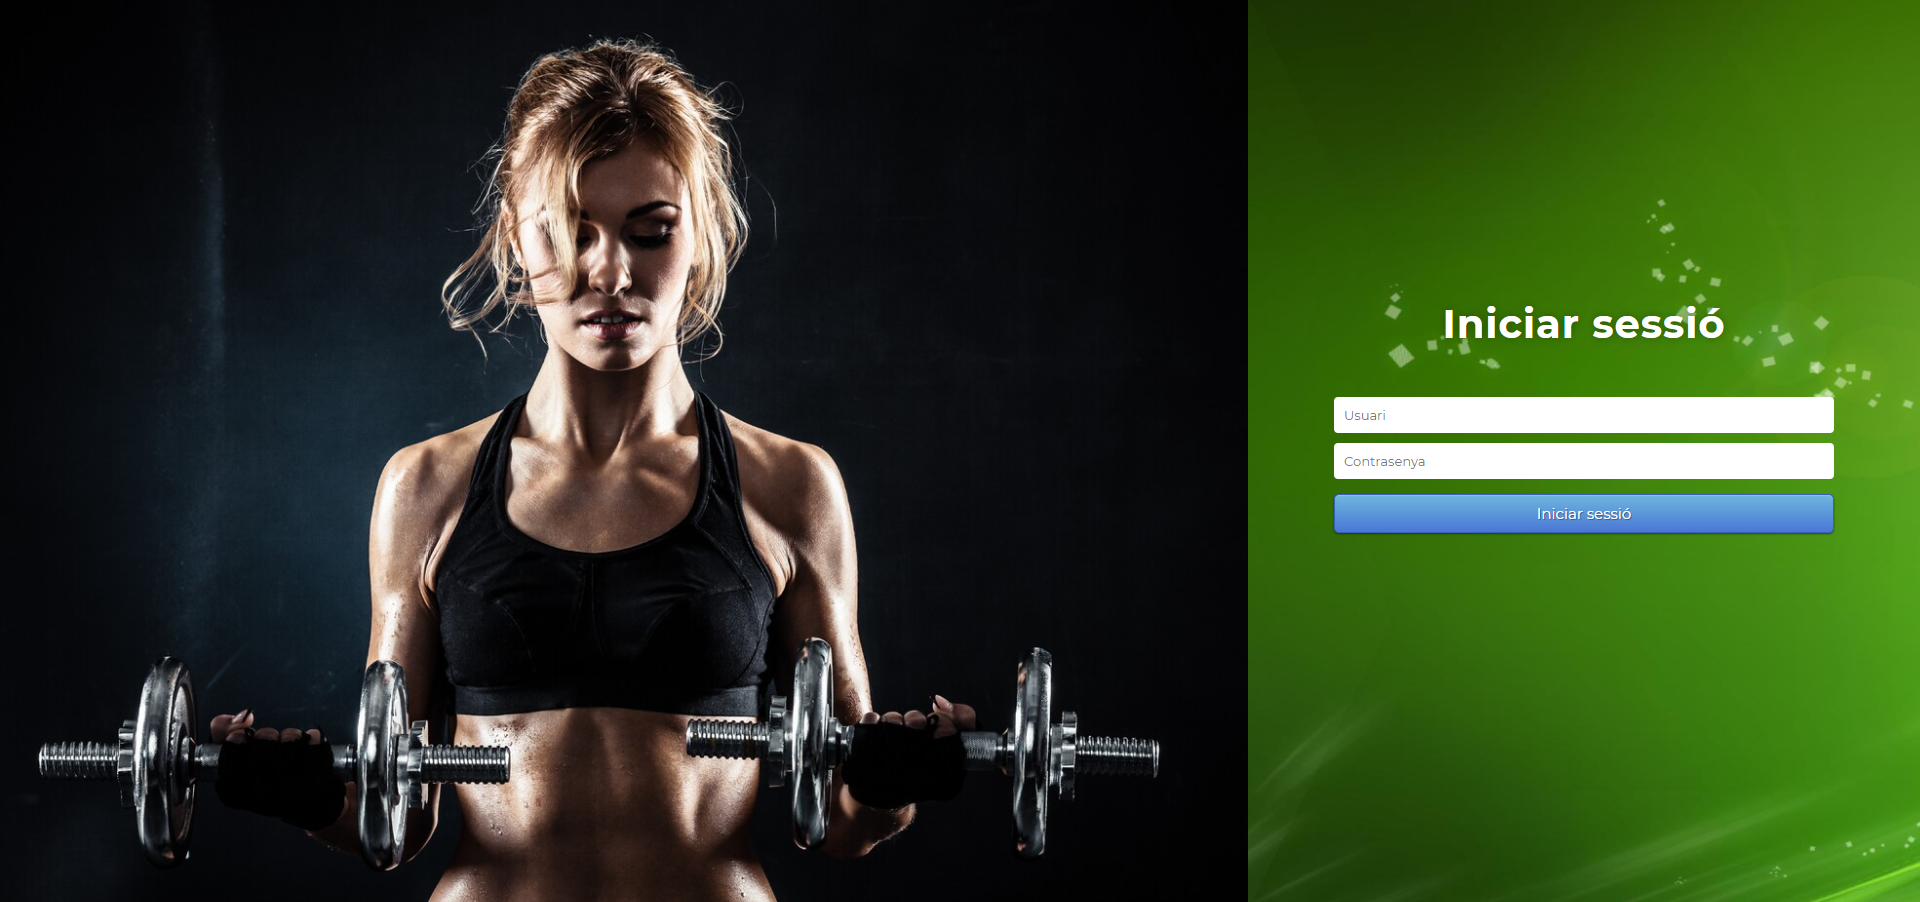 Iniciar sessió
Usuari
Contrasenya
Iniciar sessió